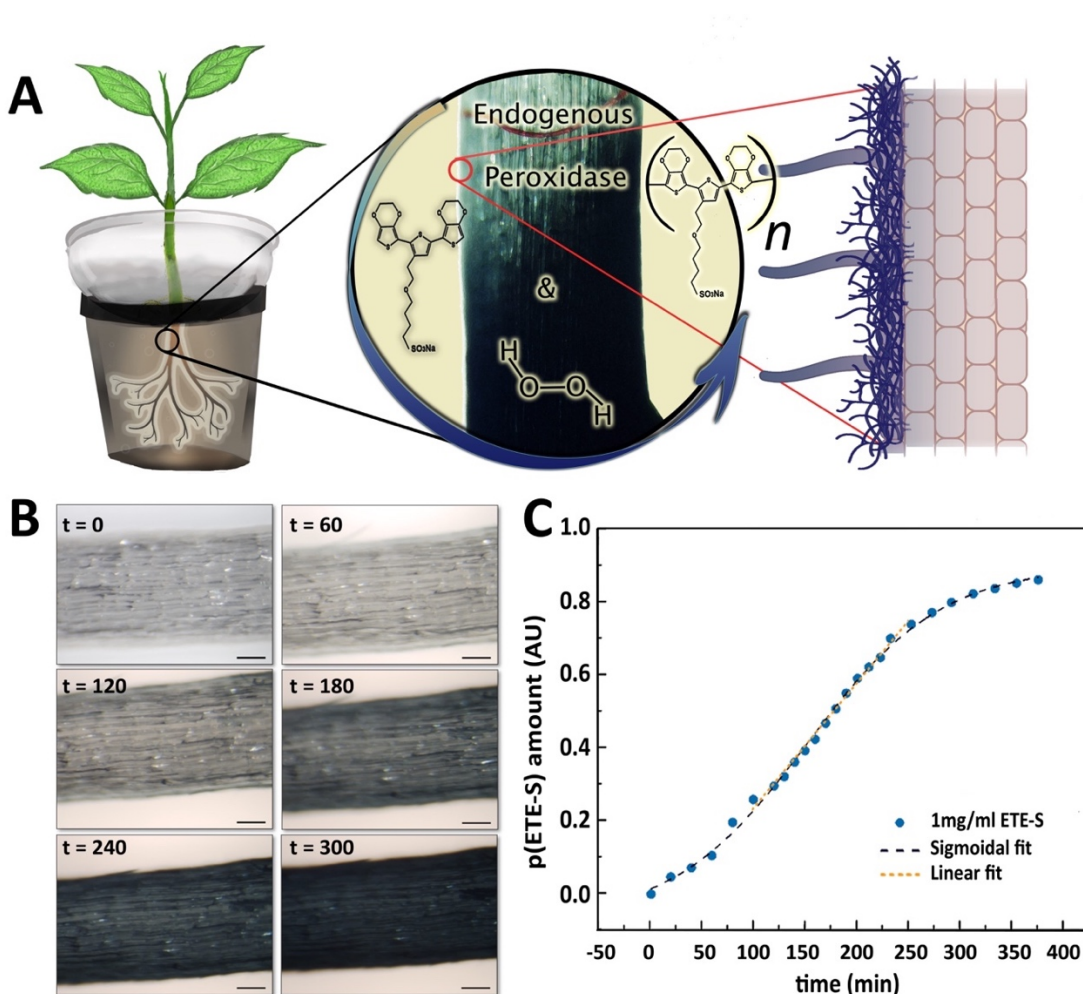 A
Endogenous
Peroxidase
&
H
O
O
H
O
O
O
O
S
S
S
O
SO₃Na
O
O
O
O
S
S
S
O
SO₃Na
n
B
t = 0
t = 60
t = 120
t = 180
t = 240
t = 300
C
p(ETE-S) amount (AU)
1.0
0.8
0.6
0.4
0.2
0.0
1mg/ml ETE-S
Sigmoidal fit
Linear fit
-50
0
50
100
150
200
250
300
350
400
time (min)